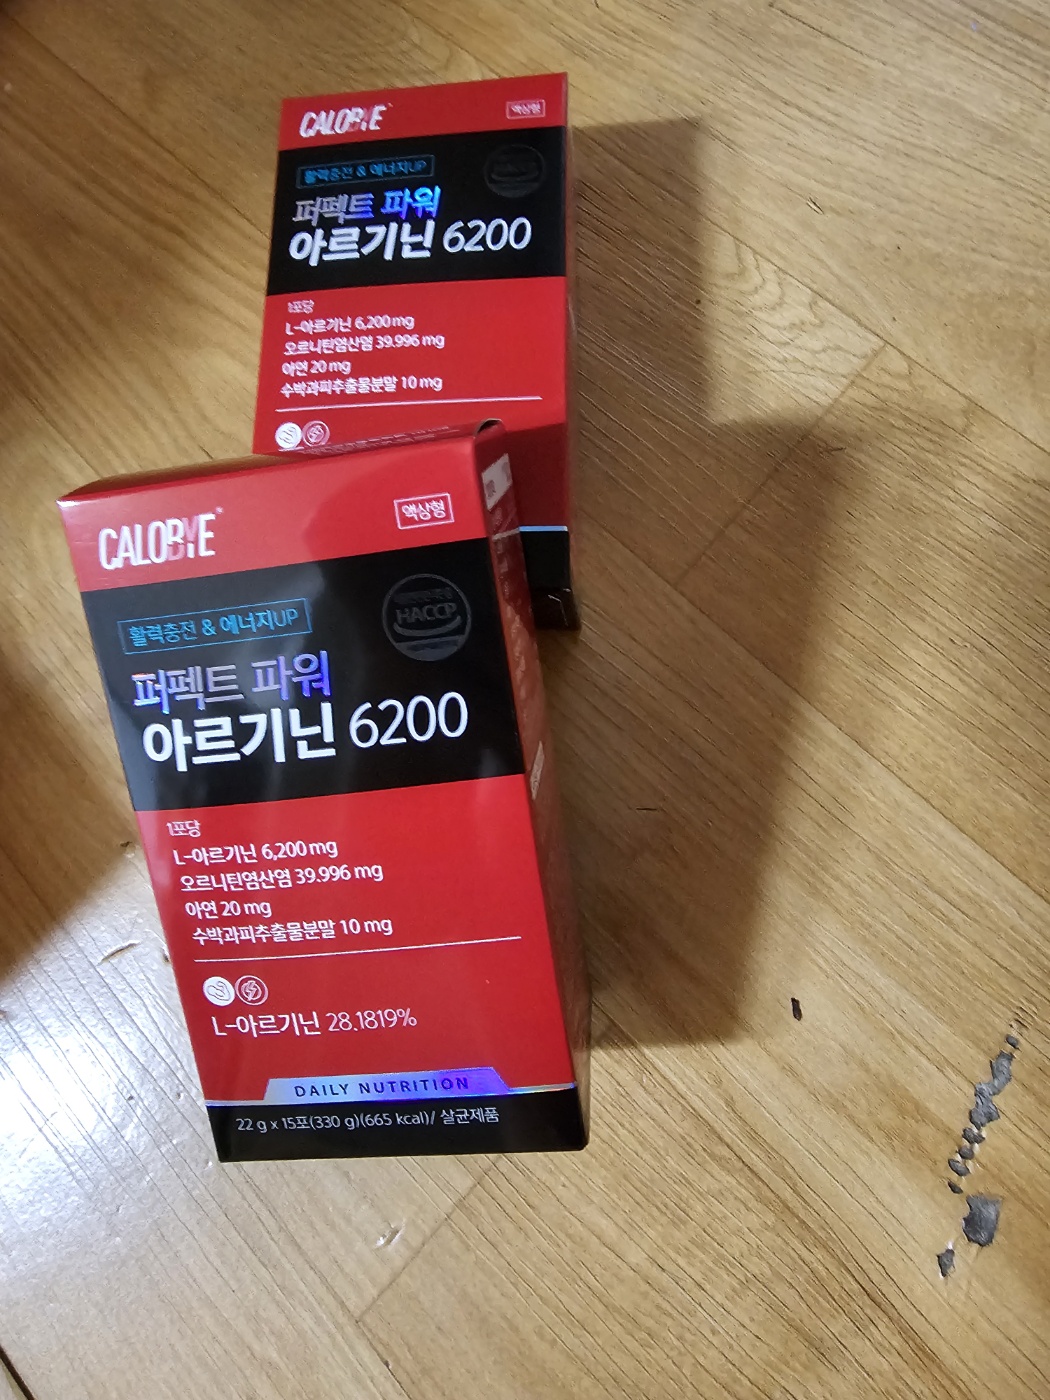 CALOBYE
액상형
활력충전 & 에너지UP
퍼펙트 파워
아르기닌 6200
1포당
L-아르기닌 6,200 mg
오르니틴염산염 39.996 mg
아연 20 mg
수박과피추출물분말 10 mg
CALOBYE
액상형
활력충전 & 에너지UP
HACCP
퍼펙트 파워
아르기닌 6200
1포당
L-아르기닌 6,200 mg
오르니틴염산염 39.996 mg
아연 20 mg
수박과피추출물분말 10 mg
L-아르기닌 28.1819%
DAILY NUTRITION
22 g x 15포(330 g)(665 kcal)/ 살균제품